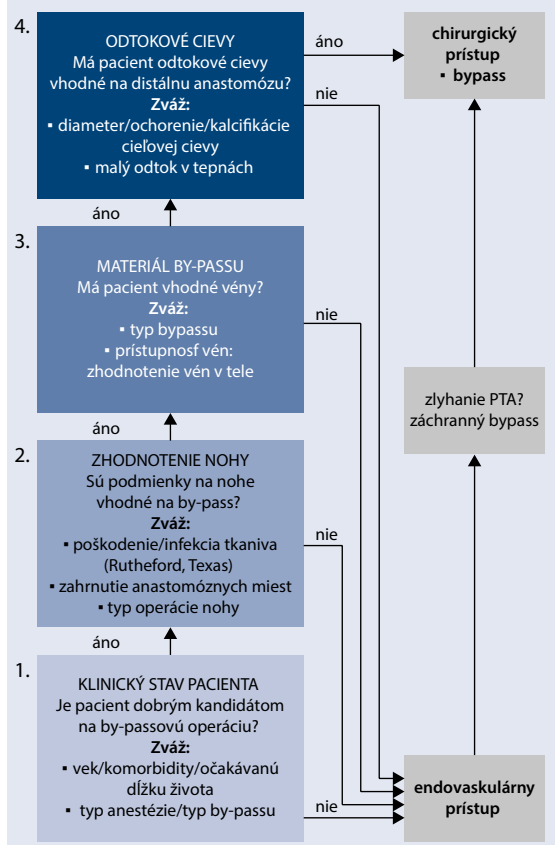 4.
ODTOKOVÉ CIEVY
Má pacient odtokové cievy
vhodné na distálnu anastomózu?
Zváž:
▪ diameter/ochorenie/kalcifikácie
cieľovej cievy
▪ malý odtok v tepnách
áno
nie
chirurgický
prístup
▪ bypass
áno
3.
MATERIÁL BY-PASSU
Má pacient vhodné vény?
Zváž:
▪ typ bypassu
▪ prístupnosť vén:
zhodnotenie vén v tele
nie
zlyhanie PTA?
záchranný bypass
áno
2.
ZHODNOTENIE NOHY
Sú podmienky na nohe
vhodné na by-pass?
Zváž:
▪ poškodenie/infekcia tkaniva
(Rutheford, Texas)
▪ zahrnutie anastomóznych miest
▪ typ operácie nohy
nie
áno
1.
KLINICKÝ STAV PACIENTA
Je pacient dobrým kandidátom
na by-passovú operáciu?
Zváž:
▪ vek/komorbidity/očakávanú
dĺžku života
▪ typ anestézie/typ by-passu
nie
endovaskulárny
prístup